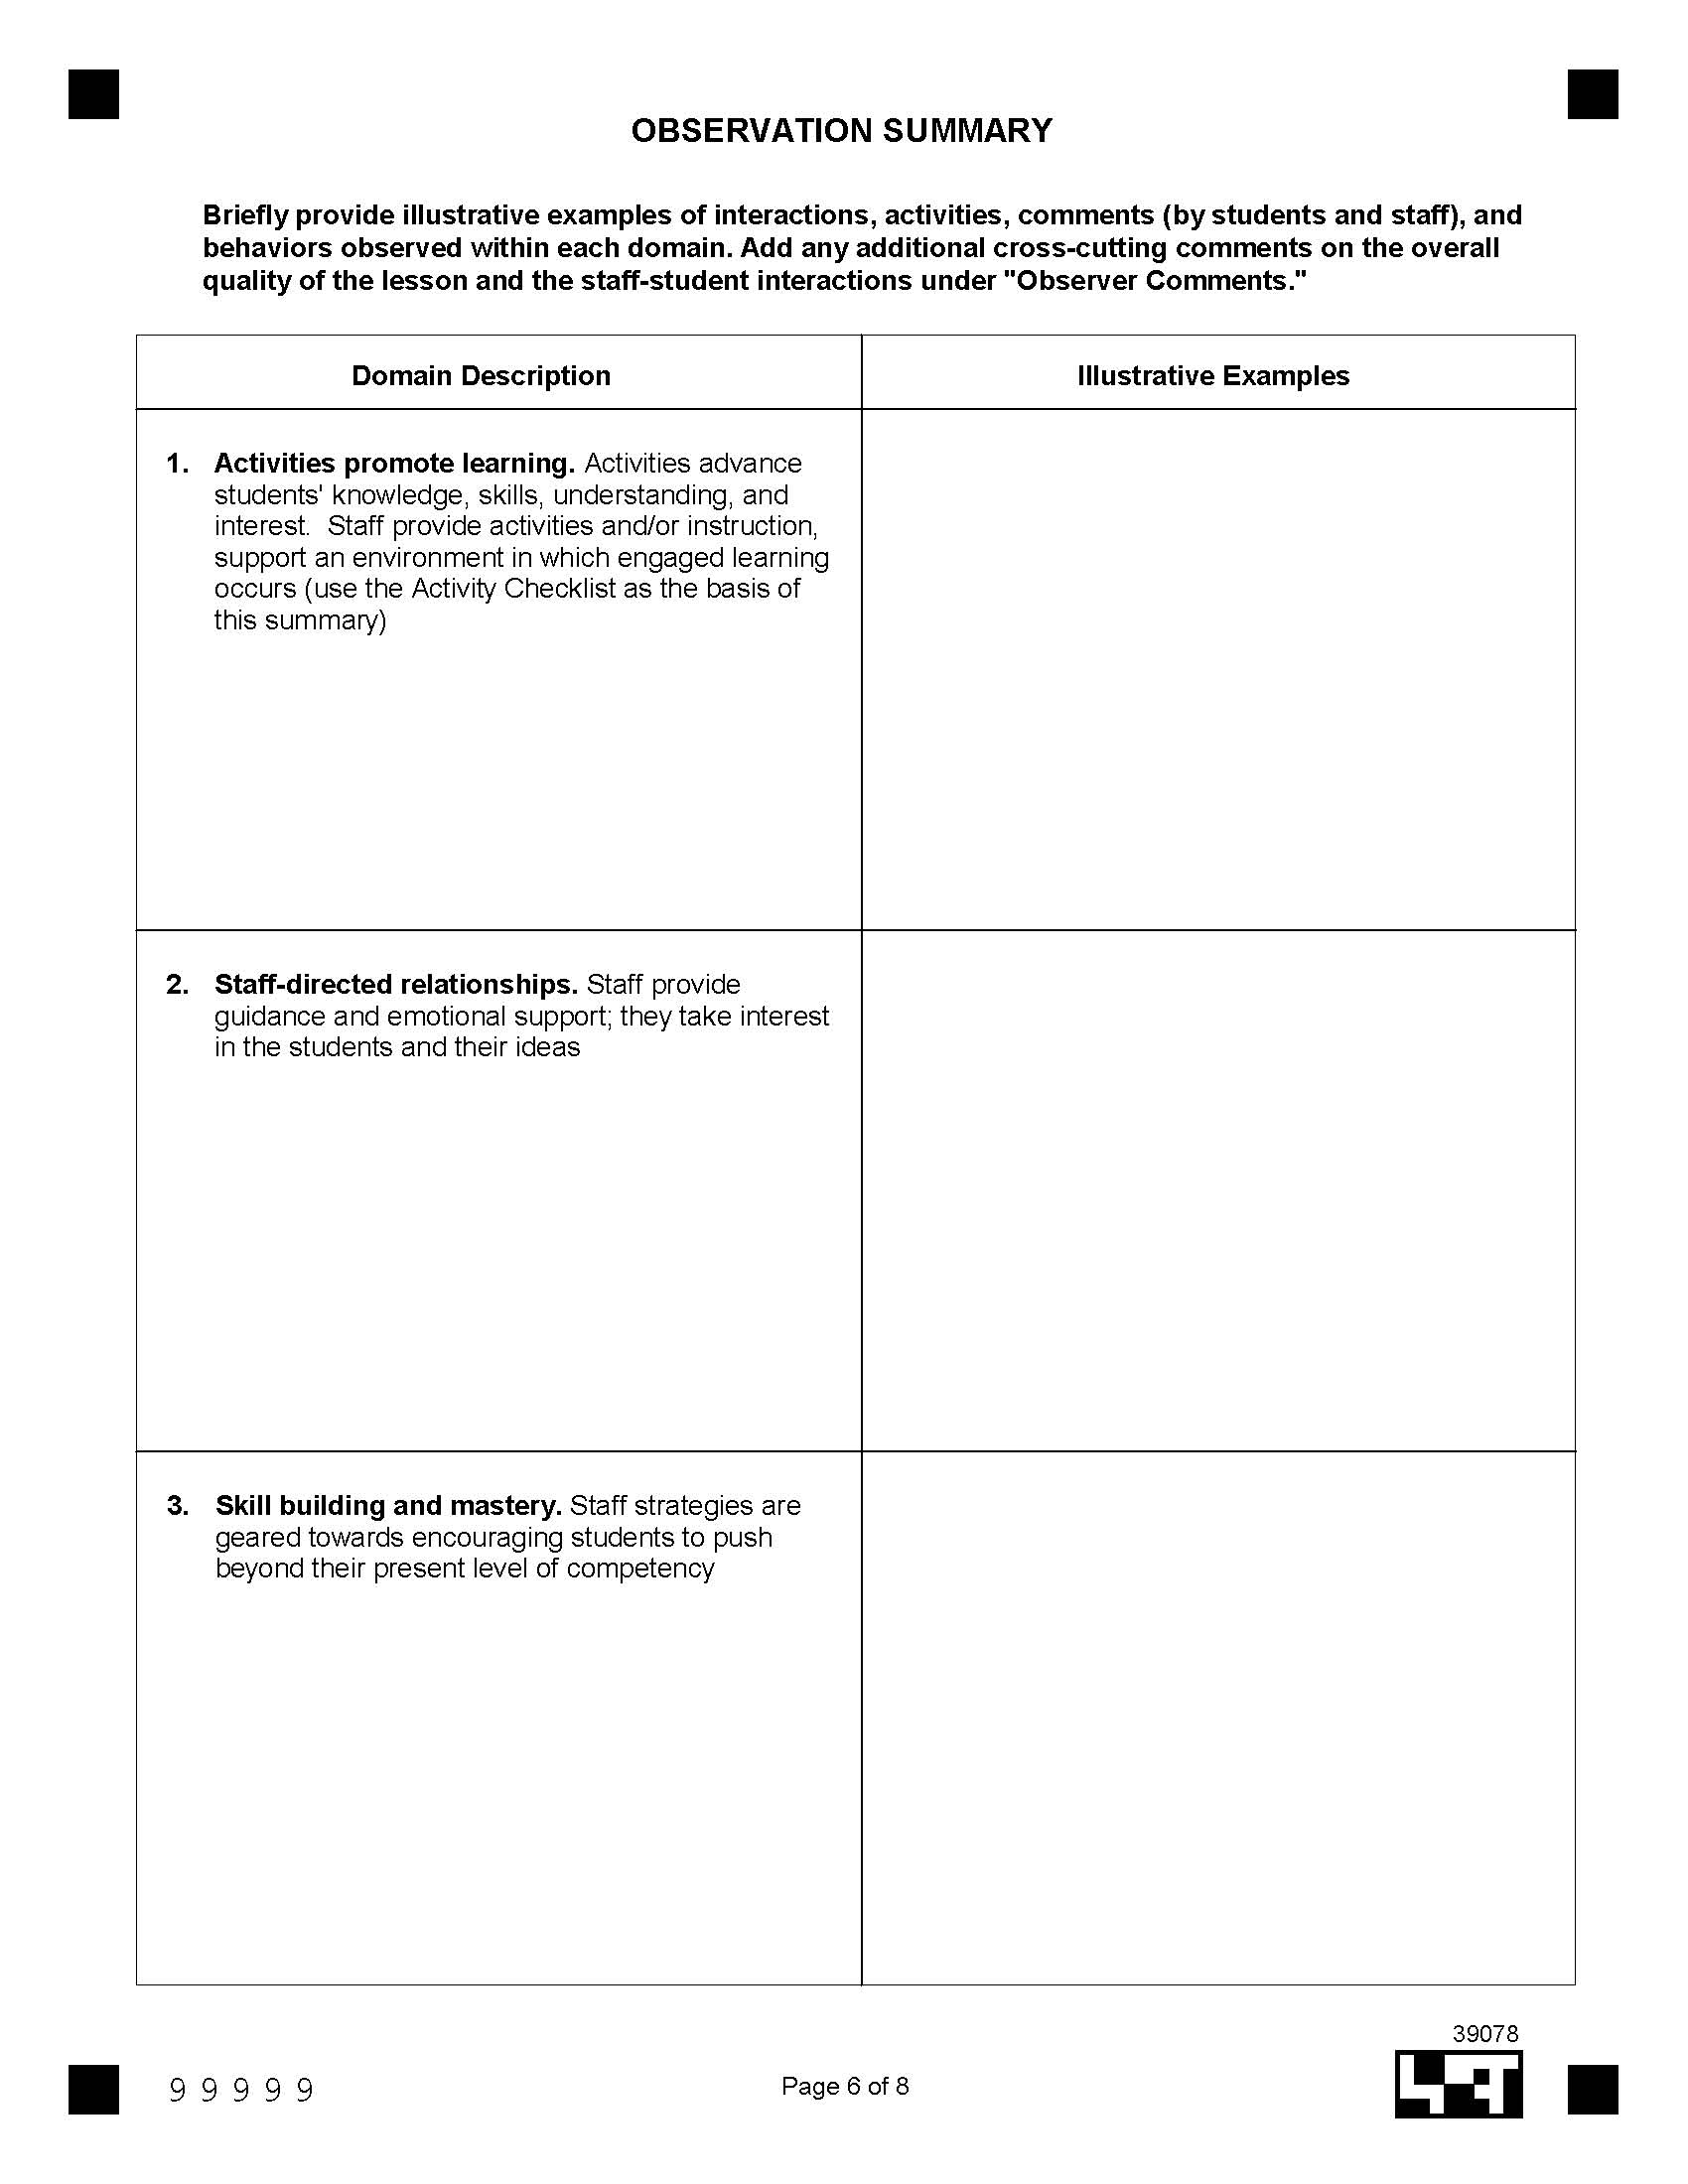 OBSERVATION SUMMARY
Briefly provide illustrative examples of interactions, activities, comments (by students and staff), and
behaviors observed within each domain. Add any additional cross-cutting comments on the overall
quality of the lesson and the staff-student interactions under "Observer Comments."
Domain Description
Illustrative Examples
1. Activities promote learning. Activities advance
students' knowledge, skills, understanding, and
interest.  Staff provide activities and/or instruction,
support an environment in which engaged learning
occurs (use the Activity Checklist as the basis of
this summary)
2. Staff-directed relationships. Staff provide
guidance and emotional support; they take interest
in the students and their ideas
3. Skill building and mastery. Staff strategies are
geared towards encouraging students to push
beyond their present level of competency
39078
9 9 9 9 9
Page 6 of 8